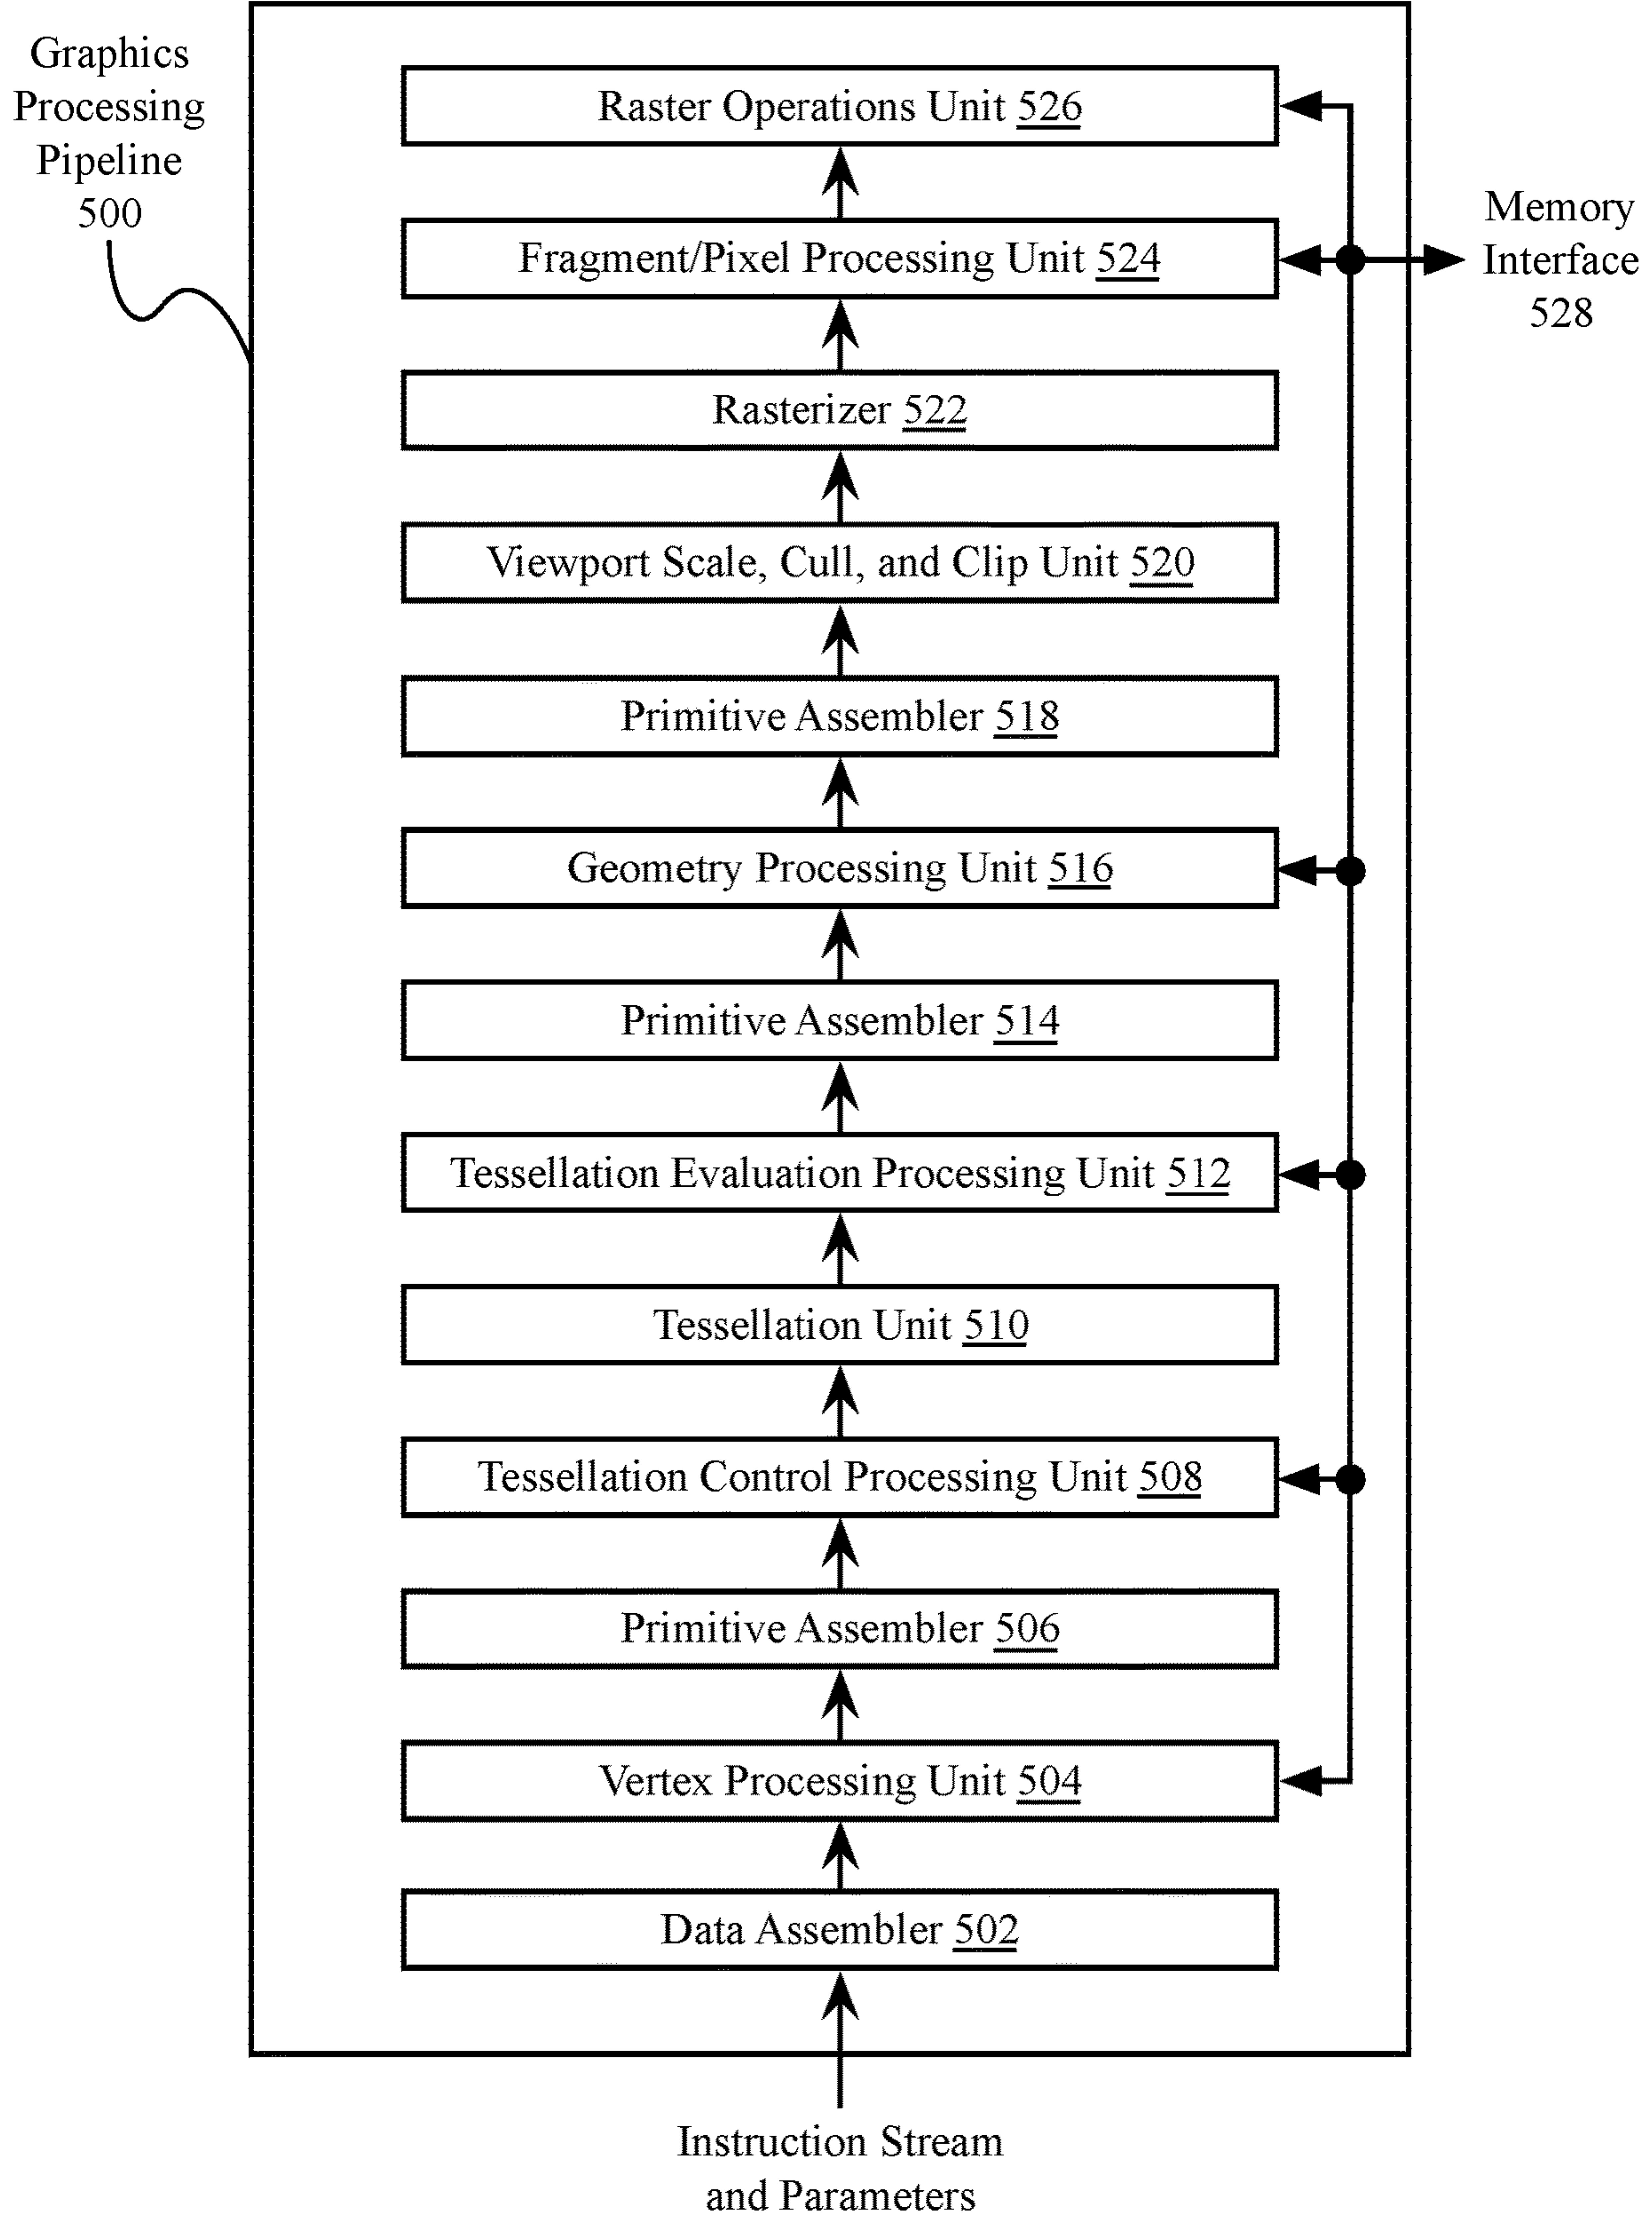 Graphics
Processing
Pipeline
500
Raster Operations Unit 526
Fragment/Pixel Processing Unit 524
Memory
Interface
528
Rasterizer 522
Viewport Scale, Cull, and Clip Unit 520
Primitive Assembler 518
Geometry Processing Unit 516
Primitive Assembler 514
Tessellation Evaluation Processing Unit 512
Tessellation Unit 510
Tessellation Control Processing Unit 508
Primitive Assembler 506
Vertex Processing Unit 504
Data Assembler 502
Instruction Stream
and Parameters